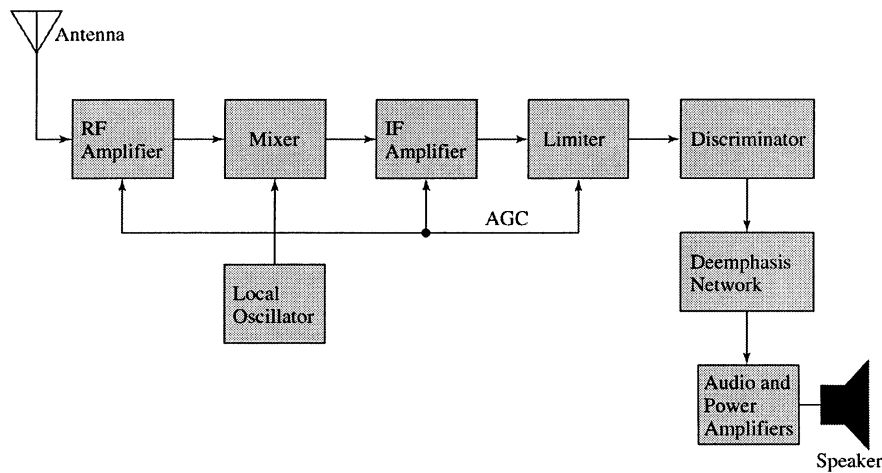 Antenna
RF
Amplifier
Mixer
IF
Amplifier
Limiter
Discriminator
AGC
Local
Oscillator
Deemphasis
Network
Audio and
Power
Amplifiers
Speaker